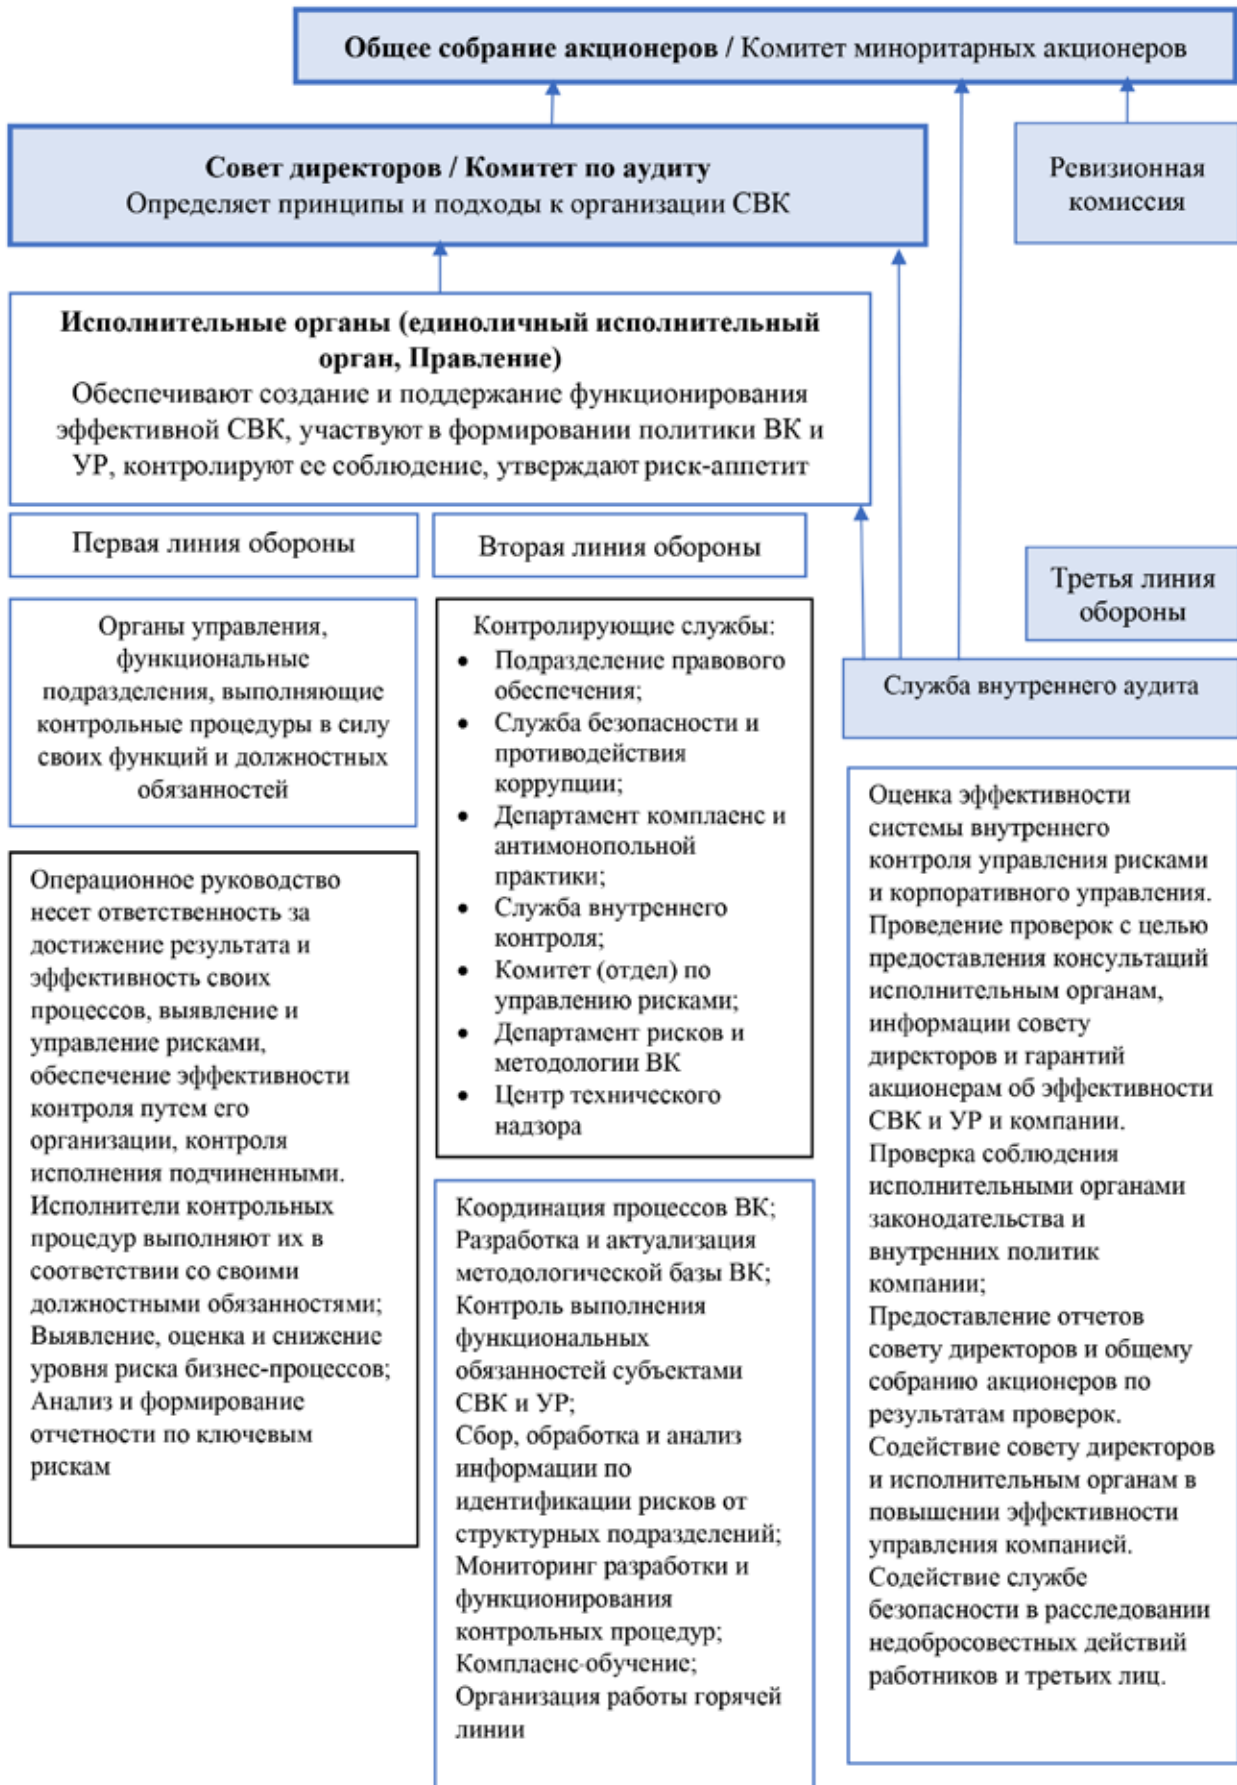 Общее собрание акционеров / Комитет миноритарных акционеров
Совет директоров / Комитет по аудиту
Определяет принципы и подходы к организации СВК
Ревизионная
комиссия
Исполнительные органы (единоличный исполнительный
орган, Правление)
Обеспечивают создание и поддержание функционирования
эффективной СВК, участвуют в формировании политики ВК и
УР, контролируют ее соблюдение, утверждают риск-аппетит
Первая линия обороны
Вторая линия обороны
Третья линия
обороны
Органы управления,
функциональные
подразделения, выполняющие
контрольные процедуры в силу
своих функций и должностных
обязанностей
Операционное руководство
несет ответственность за
достижение результата и
эффективность своих
процессов, выявление и
управление рисками,
обеспечение эффективности
контроля путем его
организации, контроля
исполнения подчиненными.
Исполнители контрольных
процедур выполняют их в
соответствии со своими
должностными обязанностями;
Выявление, оценка и снижение
уровня риска бизнес-процессов;
Анализ и формирование
отчетности по ключевым
рискам
Контролирующие службы:
• Подразделение правового
обеспечения;
• Служба безопасности и
противодействия
коррупции;
• Департамент комплаенс и
антимонопольной
практики;
• Служба внутреннего
контроля;
• Комитет (отдел) по
управлению рисками;
• Департамент рисков и
методологии ВК
• Центр технического
надзора
Координация процессов ВК;
Разработка и актуализация
методологической базы ВК;
Контроль выполнения
функциональных
обязанностей субъектами
СВК и УР;
Сбор, обработка и анализ
информации по
идентификации рисков от
структурных подразделений;
Мониторинг разработки и
функционирования
контрольных процедур;
Комплаенс-обучение;
Организация работы горячей
линии
Служба внутреннего аудита
Оценка эффективности
системы внутреннего
контроля управления рисками
и корпоративного управления.
Проведение проверок с целью
предоставления консультаций
исполнительным органам,
информации совету
директоров и гарантий
акционерам об эффективности
СВК и УР и компании.
Проверка соблюдения
исполнительными органами
законодательства и
внутренних политик
компании;
Предоставление отчетов
совету директоров и общему
собранию акционеров по
результатам проверок.
Содействие совету директоров
и исполнительным органам в
повышении эффективности
управления компанией.
Содействие службе
безопасности в расследовании
недобросовестных действий
работников и третьих лиц.